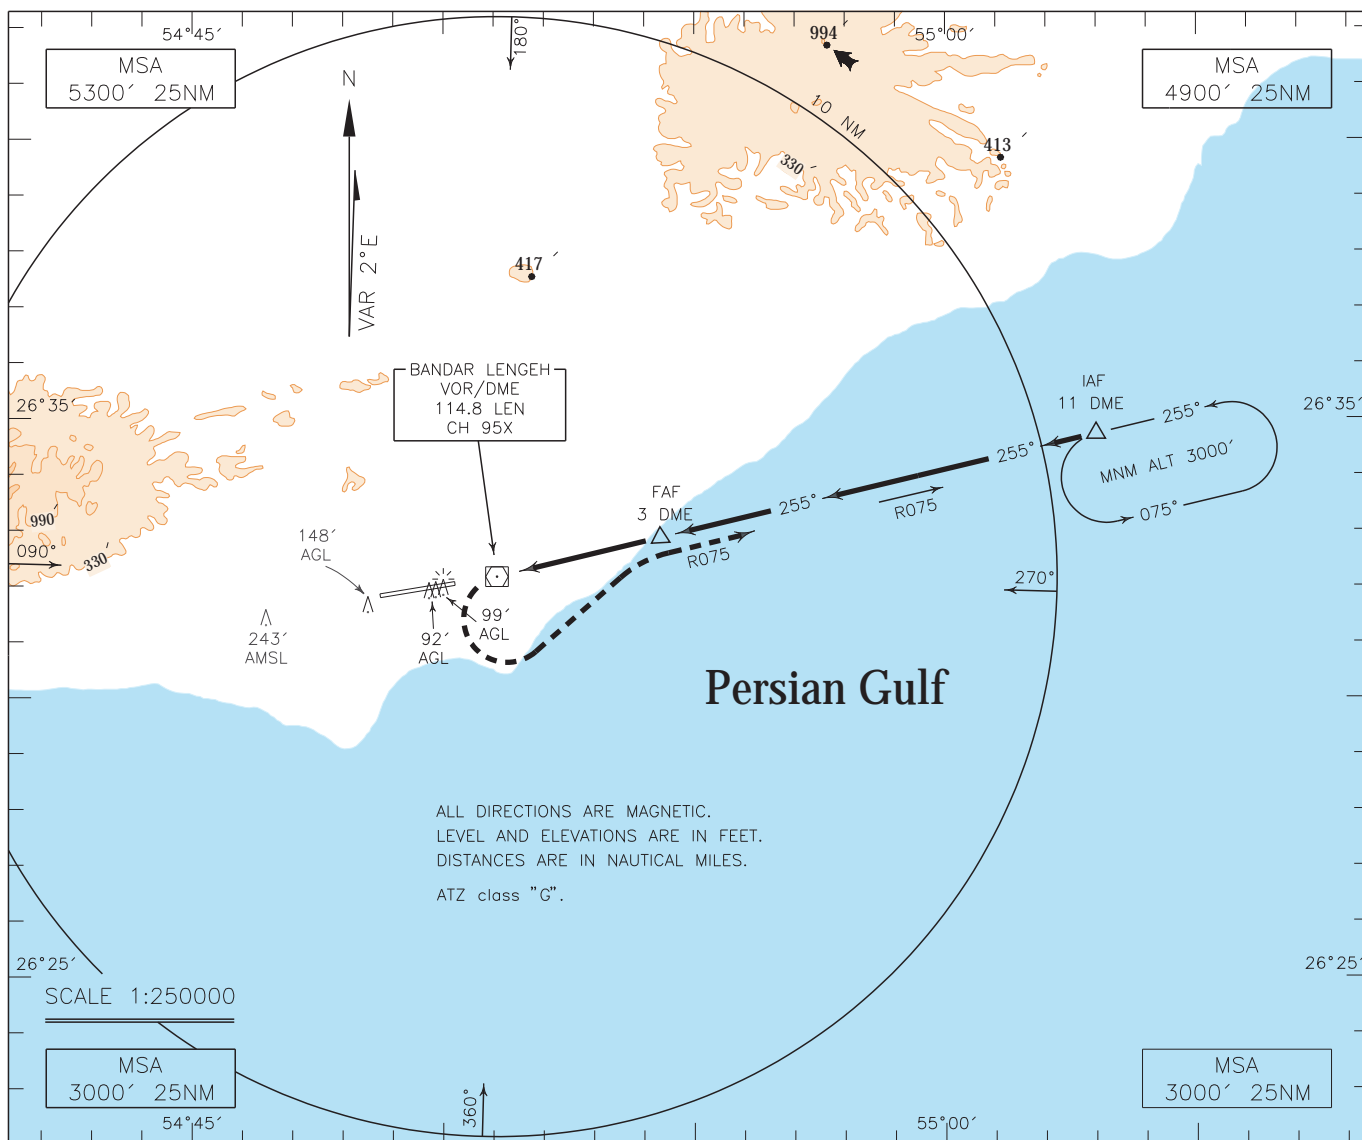 54°45′
994′
55°00′
MSA
5300′ 25NM
180°
MSA
4900′ 25NM
N
10 NM
413′
330′
VAR 2°E
417′
BANDAR LENGEH
VOR/DME
114.8 LEN
CH 95X
26°35′
IAF
11 DME
26°35′
255°
255°
MNM ALT 3000′
075°
255°
R075
FAF
3 DME
R075
990′
330′
090°
148′
AGL
270°
99′
AGL
92′
AGL
243′
AMSL
Persian Gulf
ALL DIRECTIONS ARE MAGNETIC.
LEVEL AND ELEVATIONS ARE IN FEET.
DISTANCES ARE IN NAUTICAL MILES.
ATZ class "G".
26°25′
26°25′
SCALE 1:250000
MSA
3000′ 25NM
360°
MSA
3000′ 25NM
54°45′
55°00′